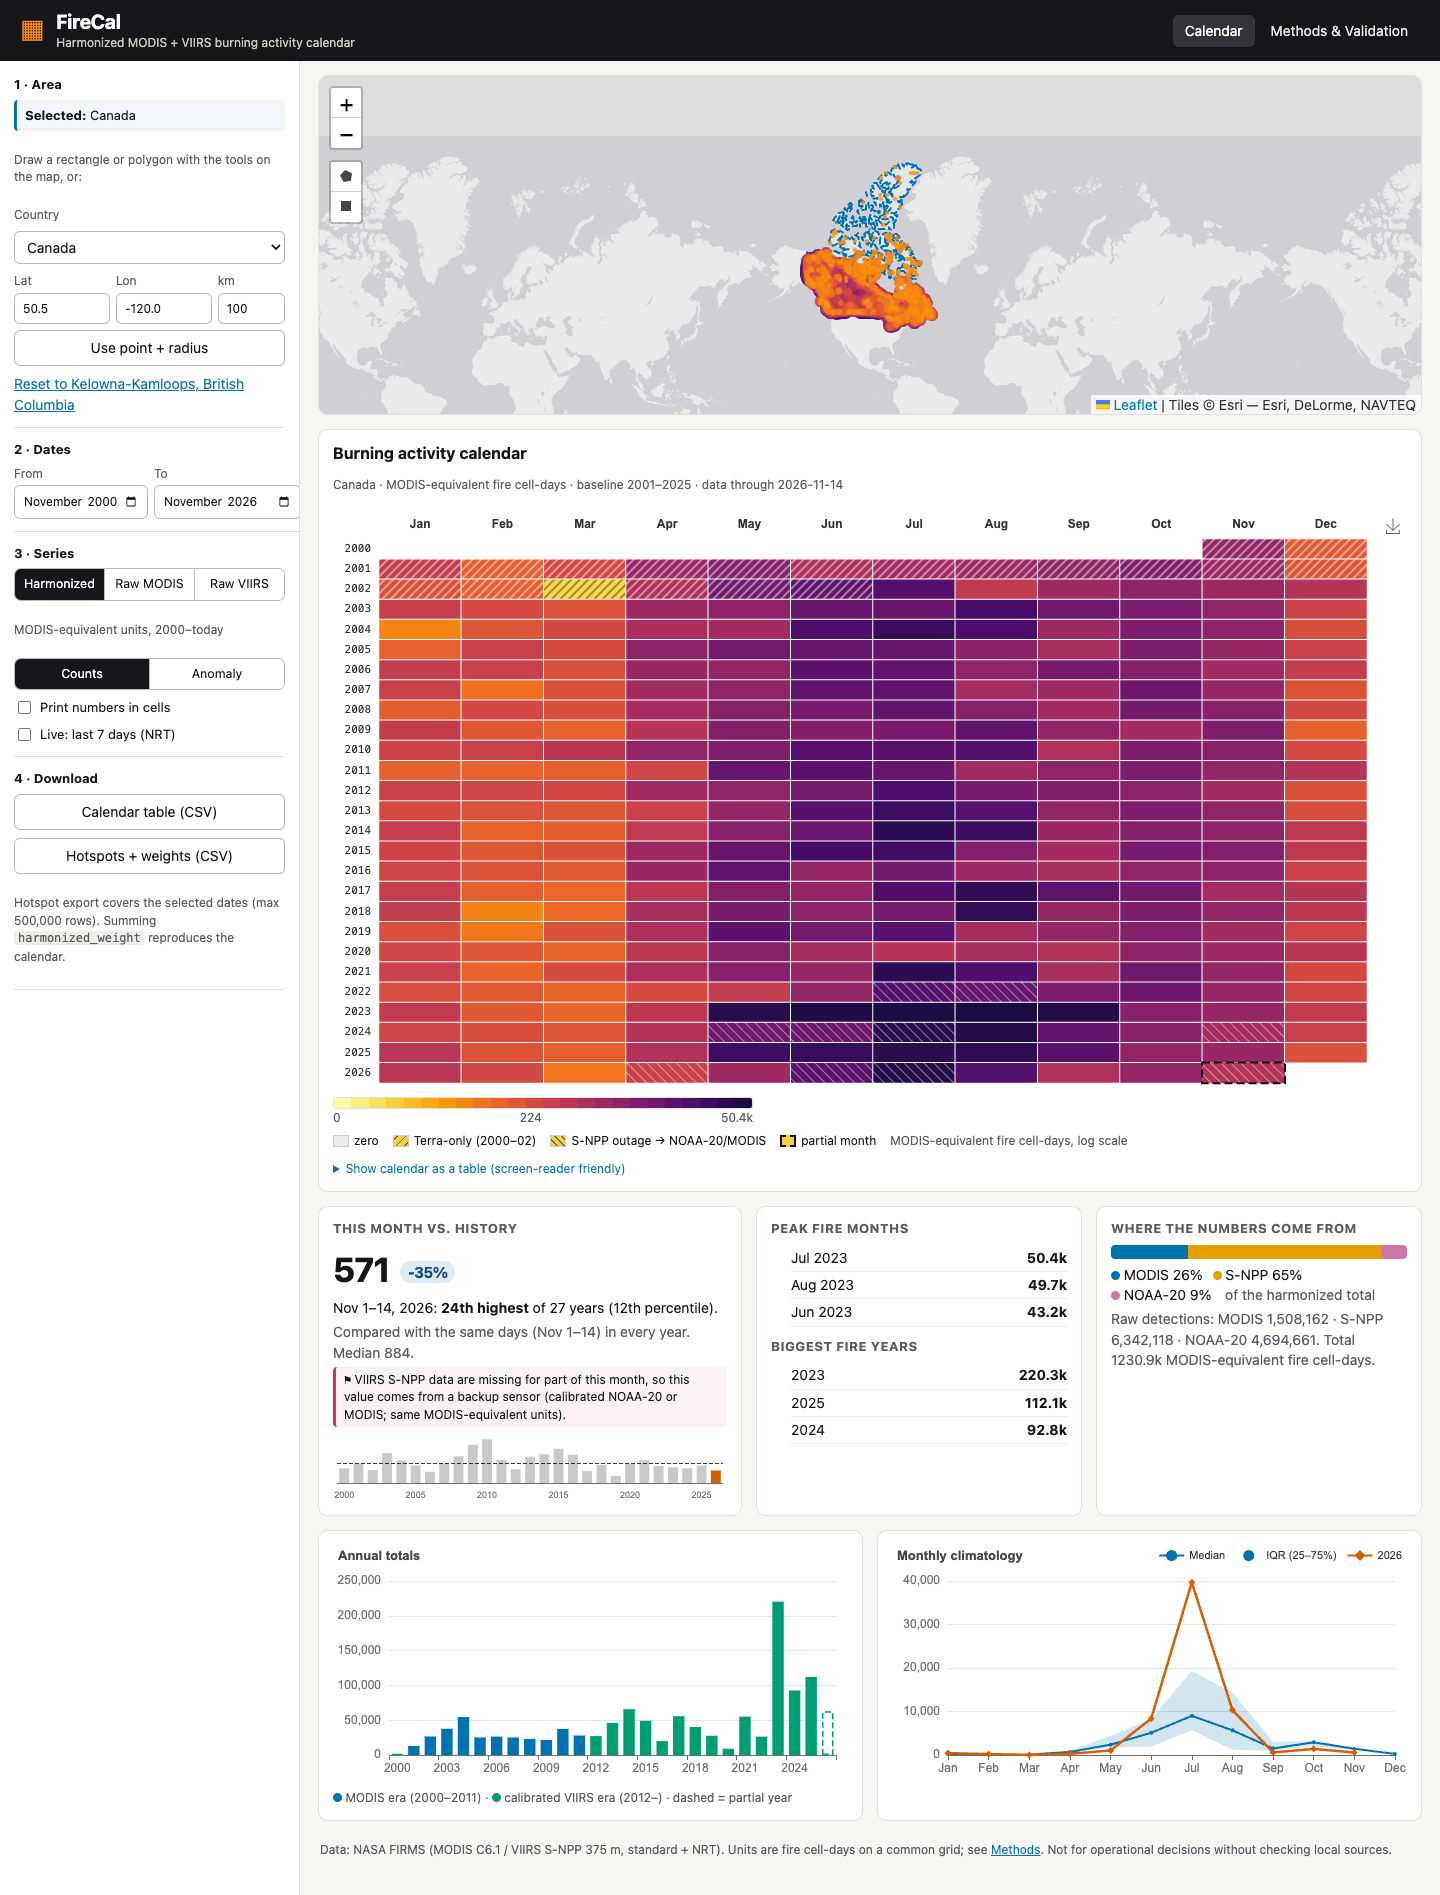 FireCal
Harmonized MODIS + VIIRS burning activity calendar
Calendar
Methods & Validation
1 · Area
Selected: Canada
Draw a rectangle or polygon with the tools on
the map, or:
Country
Canada
Lat
Lon
km
50.5
-120.0
100
Use point + radius
Reset to Kelowna-Kamloops, British
Columbia
2 · Dates
From
To
November 2000
November 2026
3 · Series
Harmonized
Raw MODIS
Raw VIIRS
MODIS-equivalent units, 2000–today
Counts
Anomaly
Print numbers in cells
Live: last 7 days (NRT)
4 · Download
Calendar table (CSV)
Hotspots + weights (CSV)
Hotspot export covers the selected dates (max
500,000 rows). Summing
harmonized_weight reproduces the
calendar.
+
−
Leaflet | Tiles © Esri — Esri, DeLorme, NAVTEQ
Burning activity calendar
Canada · MODIS-equivalent fire cell-days · baseline 2001–2025 · data through 2026-11-14
Jan Feb Mar Apr May Jun Jul Aug Sep Oct Nov Dec
2000
2001
2002
2003
2004
2005
2006
2007
2008
2009
2010
2011
2012
2013
2014
2015
2016
2017
2018
2019
2020
2021
2022
2023
2024
2025
2026
0 224 50.4k
zero
Terra-only (2000–02)
S-NPP outage → NOAA-20/MODIS
partial month
MODIS-equivalent fire cell-days, log scale
▶ Show calendar as a table (screen-reader friendly)
THIS MONTH VS. HISTORY
571 -35%
Nov 1–14, 2026: 24th highest of 27 years (12th percentile).
Compared with the same days (Nov 1–14) in every year.
Median 884.
⚑ VIIRS S-NPP data are missing for part of this month, so this
value comes from a backup sensor (calibrated NOAA-20 or
MODIS; same MODIS-equivalent units).
2000 2005 2010 2015 2020 2025
PEAK FIRE MONTHS
Jul 2023 50.4k
Aug 2023 49.7k
Jun 2023 43.2k
BIGGEST FIRE YEARS
2023 220.3k
2025 112.1k
2024 92.8k
WHERE THE NUMBERS COME FROM
MODIS 26% S-NPP 65%
NOAA-20 9% of the harmonized total
Raw detections: MODIS 1,508,162 · S-NPP
6,342,118 · NOAA-20 4,694,661. Total
1230.9k MODIS-equivalent fire cell-days.
Annual totals
250,000
200,000
150,000
100,000
50,000
0
2000 2003 2006 2009 2012 2015 2018 2021 2024
MODIS era (2000–2011) · calibrated VIIRS era (2012–) · dashed = partial year
Monthly climatology
Median IQR (25–75%) 2026
40,000
30,000
20,000
10,000
0
Jan Feb Mar Apr May Jun Jul Aug Sep Oct Nov Dec
Data: NASA FIRMS (MODIS C6.1 / VIIRS S-NPP 375 m, standard + NRT). Units are fire cell-days on a common grid; see Methods. Not for operational decisions without checking local sources.